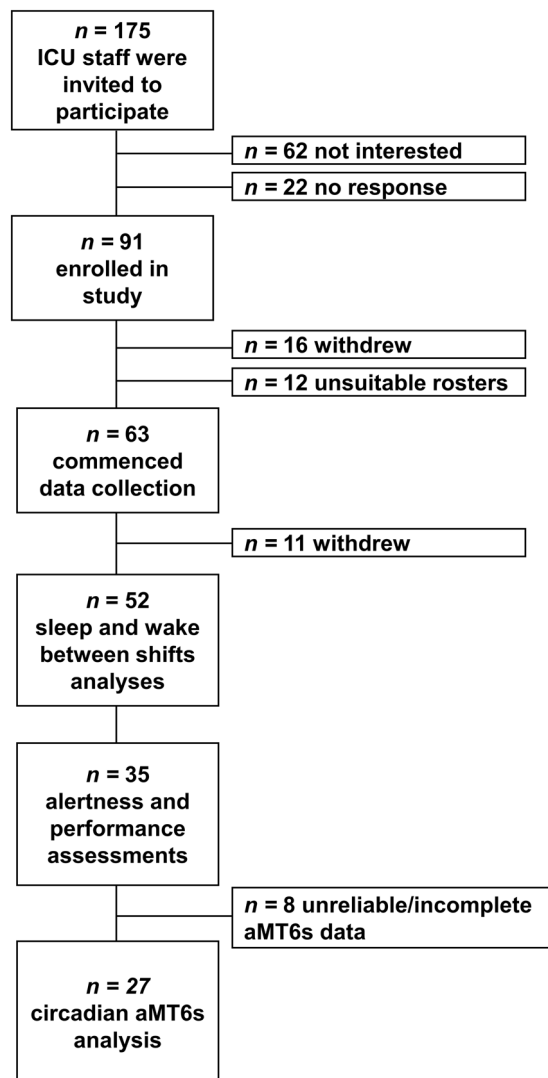 n = 175
ICU staff were
invited to
participate
n = 62 not interested
n = 22 no response
n = 91
enrolled in
study
n = 16 withdrew
n = 12 unsuitable rosters
n = 63
commenced
data collection
n = 11 withdrew
n = 52
sleep and wake
between shifts
analyses
n = 35
alertness and
performance
assessments
n = 8 unreliable/incomplete
aMT6s data
n = 27
circadian aMT6s
analysis